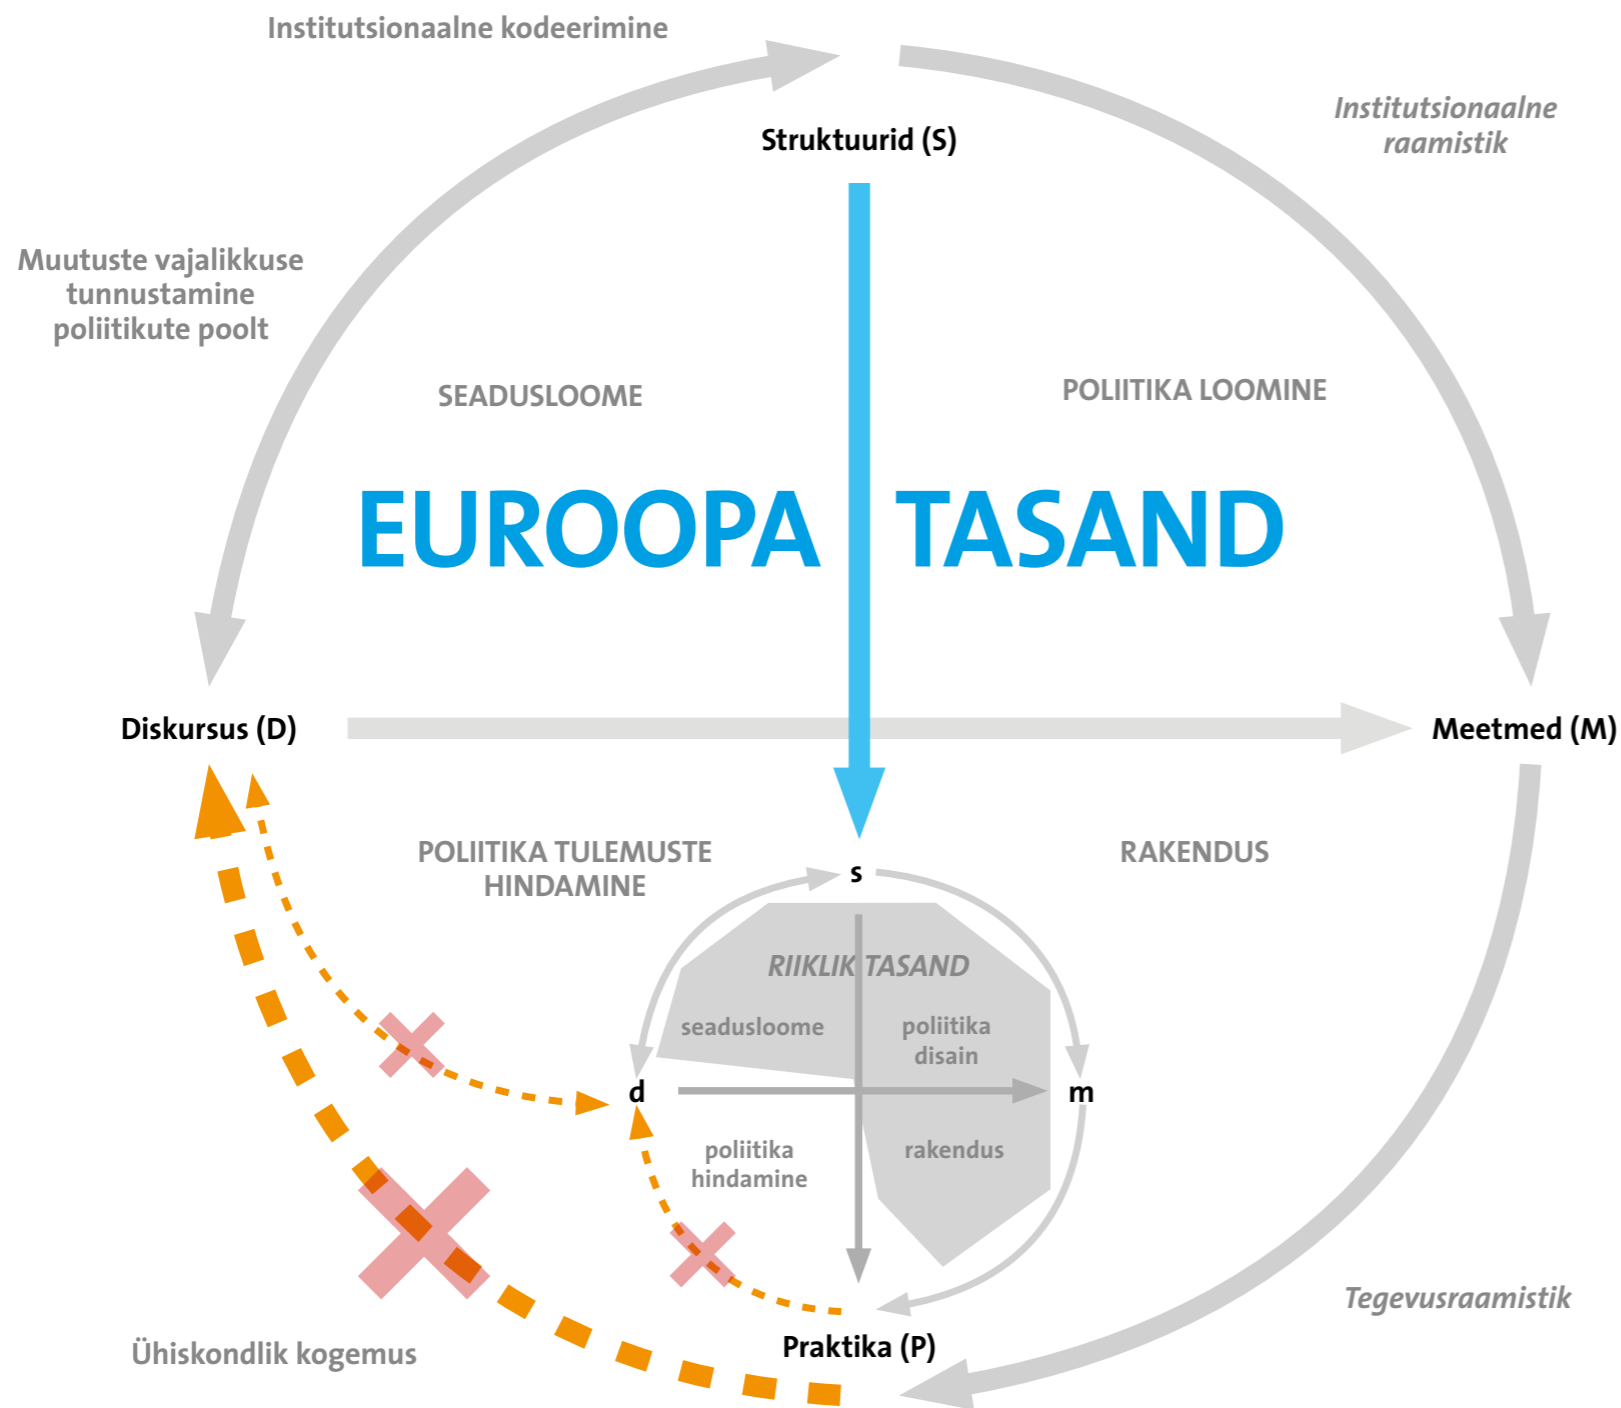 Institutsionaalne kodeerimine
Institutsionaalne
raamistik
Struktuurid (S)
Muutuste vajalikkuse
tunnustamine
poliitikute poolt
SEADUSLOOME
POLIITIKA LOOMINE
EUROOPA TASAND
Diskursus (D)
Meetmed (M)
POLIITIKA TULEMUSTE
HINDAMINE
RAKENDUS
s
RIIKLIK TASAND
seadusloome
poliitika
disain
d
m
poliitika
hindamine
rakendus
Tegevusraamistik
Praktika (P)
Ühiskondlik kogemus